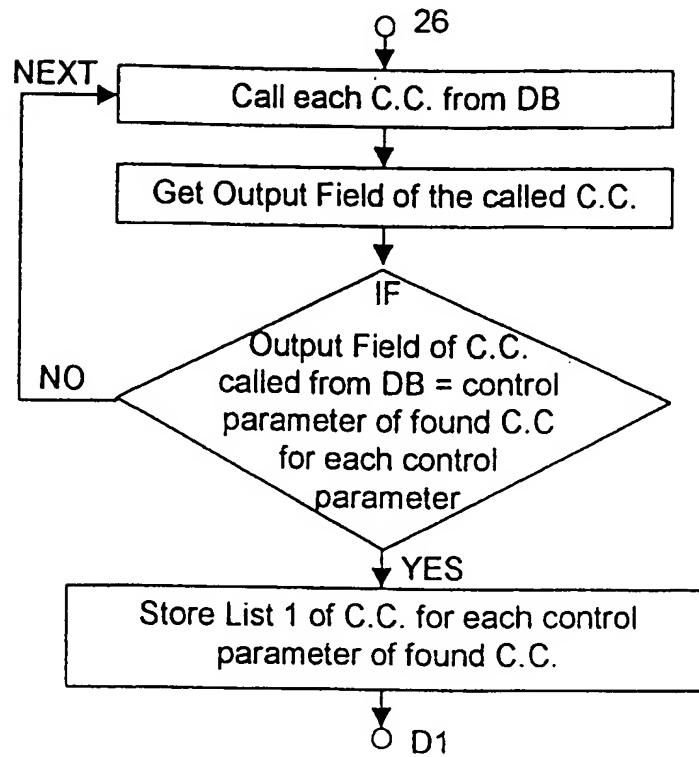 26
NEXT
Call each C.C. from DB
Get Output Field of the called C.C.
IF
Output Field of C.C.
called from DB = control
parameter of found C.C
for each control
parameter
NO
YES
Store List 1 of C.C. for each control
parameter of found C.C.
D1